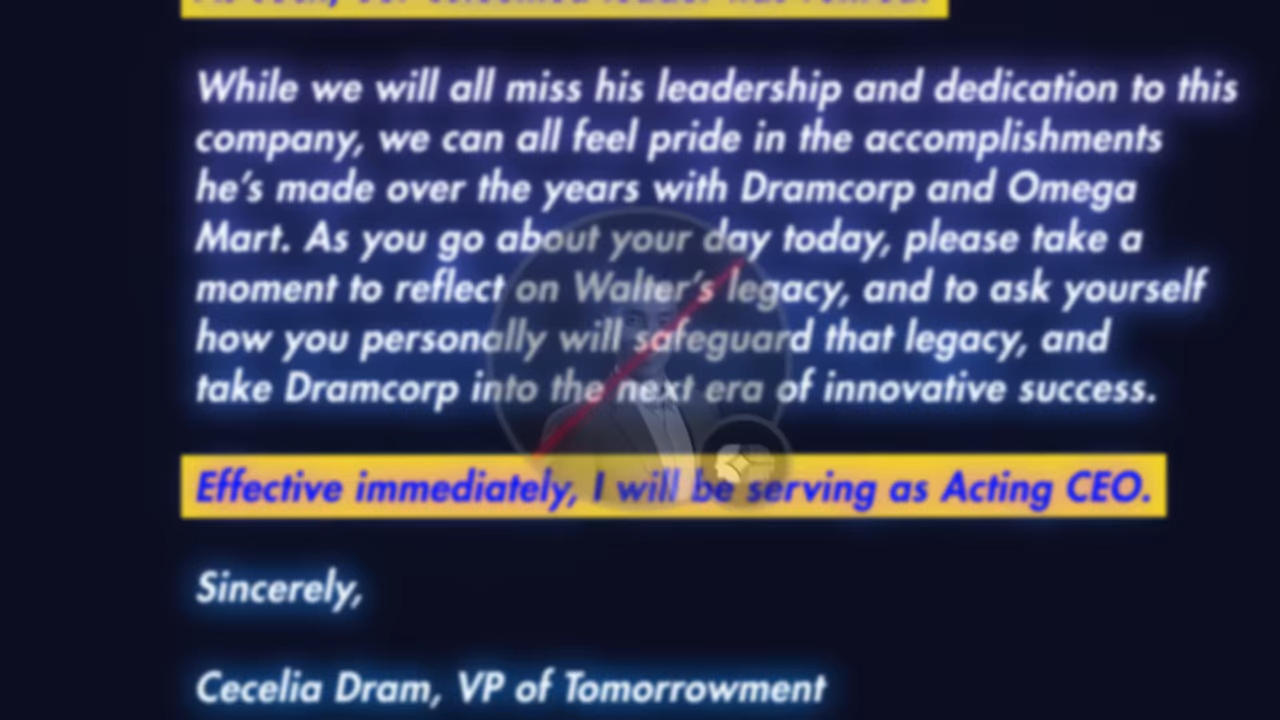 While we will all miss his leadership and dedication to this
company, we can all feel pride in the accomplishments
he's made over the years with Dramcorp and Omega
Mart. As you go about your day today, please take a
moment to reflect on Walter's legacy, and to ask yourself
how you personally will safeguard that legacy, and
take Dramcorp into the next era of innovative success.
Effective immediately, I will be serving as Acting CEO.
Sincerely,
Cecelia Dram, VP of Tomorrowment